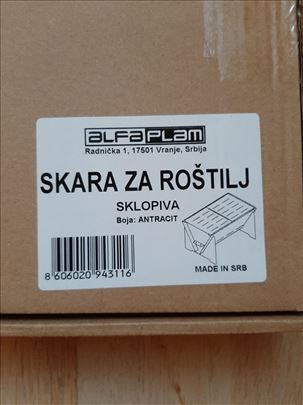 ALFAPLAM
Radnička 1, 17501 Vranje, Srbija
SKARA ZA ROŠTILJ
SKLOPIVA
Boja: ANTRACIT
8 606020 943116
MADE IN SRB